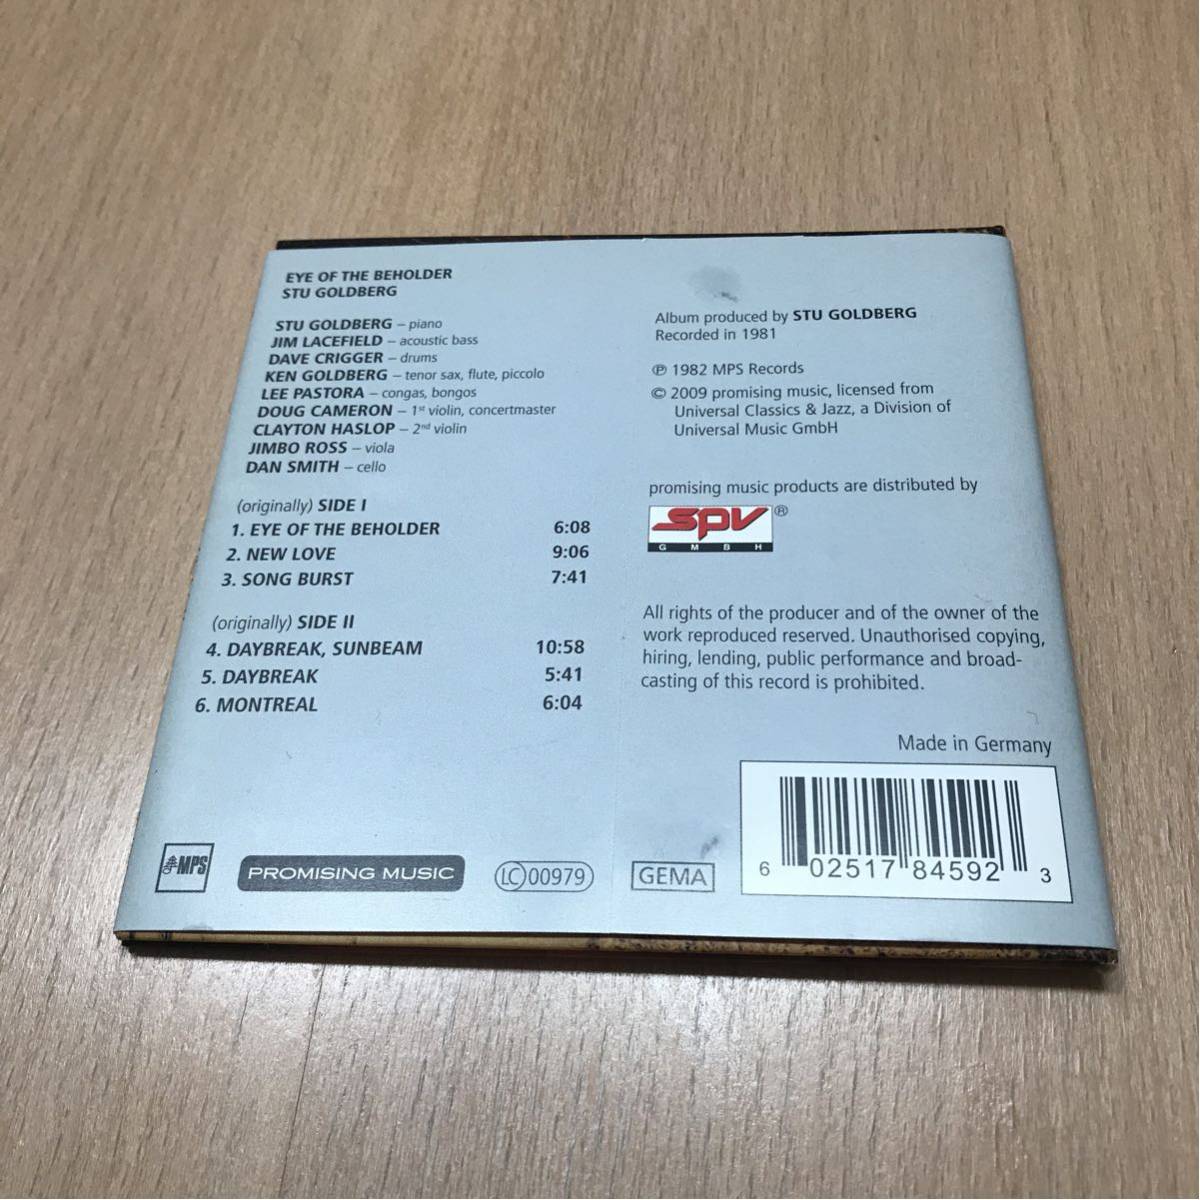 EYE OF THE BEHOLDER
STU GOLDBERG
STU GOLDBERG – piano
JIM LACEFIELD – acoustic bass
DAVE CRIGGER – drums
KEN GOLDBERG – tenor sax, flute, piccolo
LEE PASTORA – congas, bongos
DOUG CAMERON – 1st violin, concertmaster
CLAYTON HASLOP – 2nd violin
JIMBO ROSS – viola
DAN SMITH – cello
(originally) SIDE I
1. EYE OF THE BEHOLDER 6:08
2. NEW LOVE 9:06
3. SONG BURST 7:41
(originally) SIDE II
4. DAYBREAK, SUNBEAM 10:58
5. DAYBREAK 5:41
6. MONTREAL 6:04
MPS
PROMISING MUSIC
LC 00979
Album produced by STU GOLDBERG
Recorded in 1981
℗ 1982 MPS Records
© 2009 promising music, licensed from
Universal Classics & Jazz, a Division of
Universal Music GmbH
promising music products are distributed by
spv ®
GMBH
All rights of the producer and of the owner of the
work reproduced reserved. Unauthorised copying,
hiring, lending, public performance and broad-
casting of this record is prohibited.
Made in Germany
GEMA
6 02517 84592 3